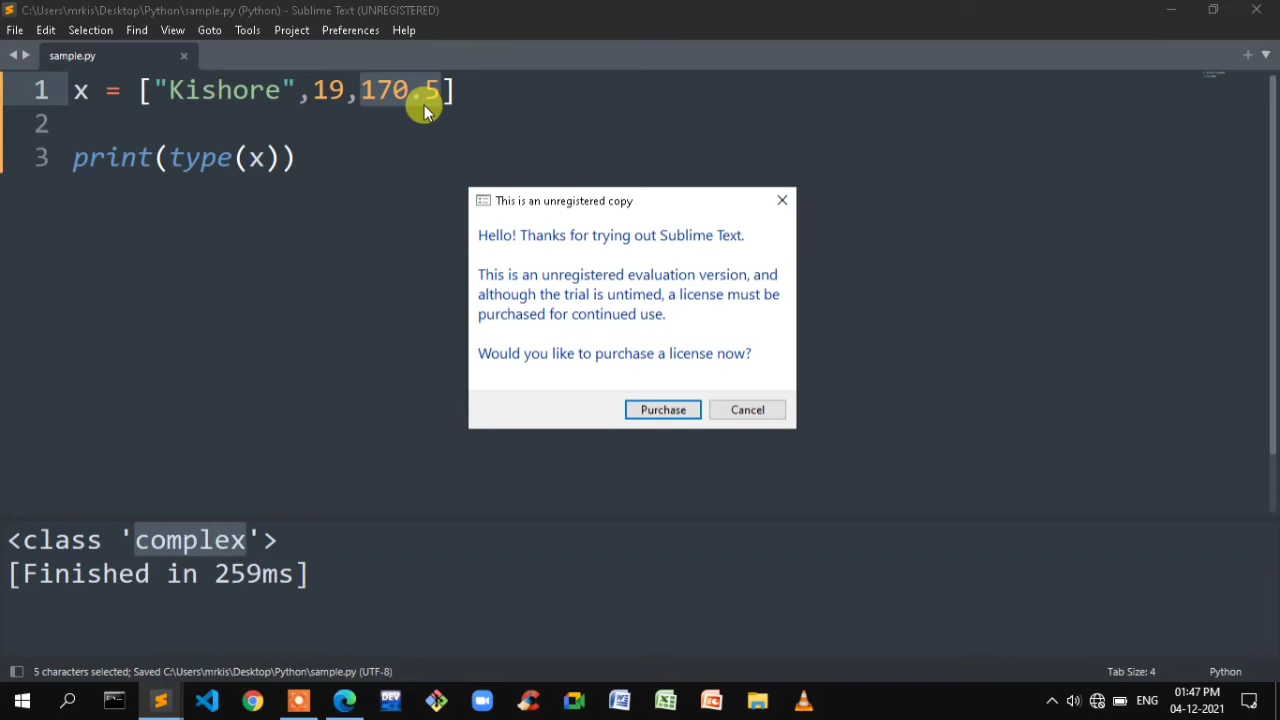 C:\Users\mrkis\Desktop\Python\sample.py (Python) - Sublime Text (UNREGISTERED)
File Edit Selection Find View Goto Tools Project Preferences Help
sample.py
1 x = ["Kishore",19,170.5]
2
3 print(type(x))
This is an unregistered copy
Hello! Thanks for trying out Sublime Text.
This is an unregistered evaluation version, and
although the trial is untimed, a license must be
purchased for continued use.
Would you like to purchase a license now?
Purchase Cancel
<class 'complex'>
[Finished in 259ms]
5 characters selected; Saved C:\Users\mrkis\Desktop\Python\sample.py (UTF-8) Tab Size: 4 Python
DEV
ENG
01:47 PM
04-12-2021